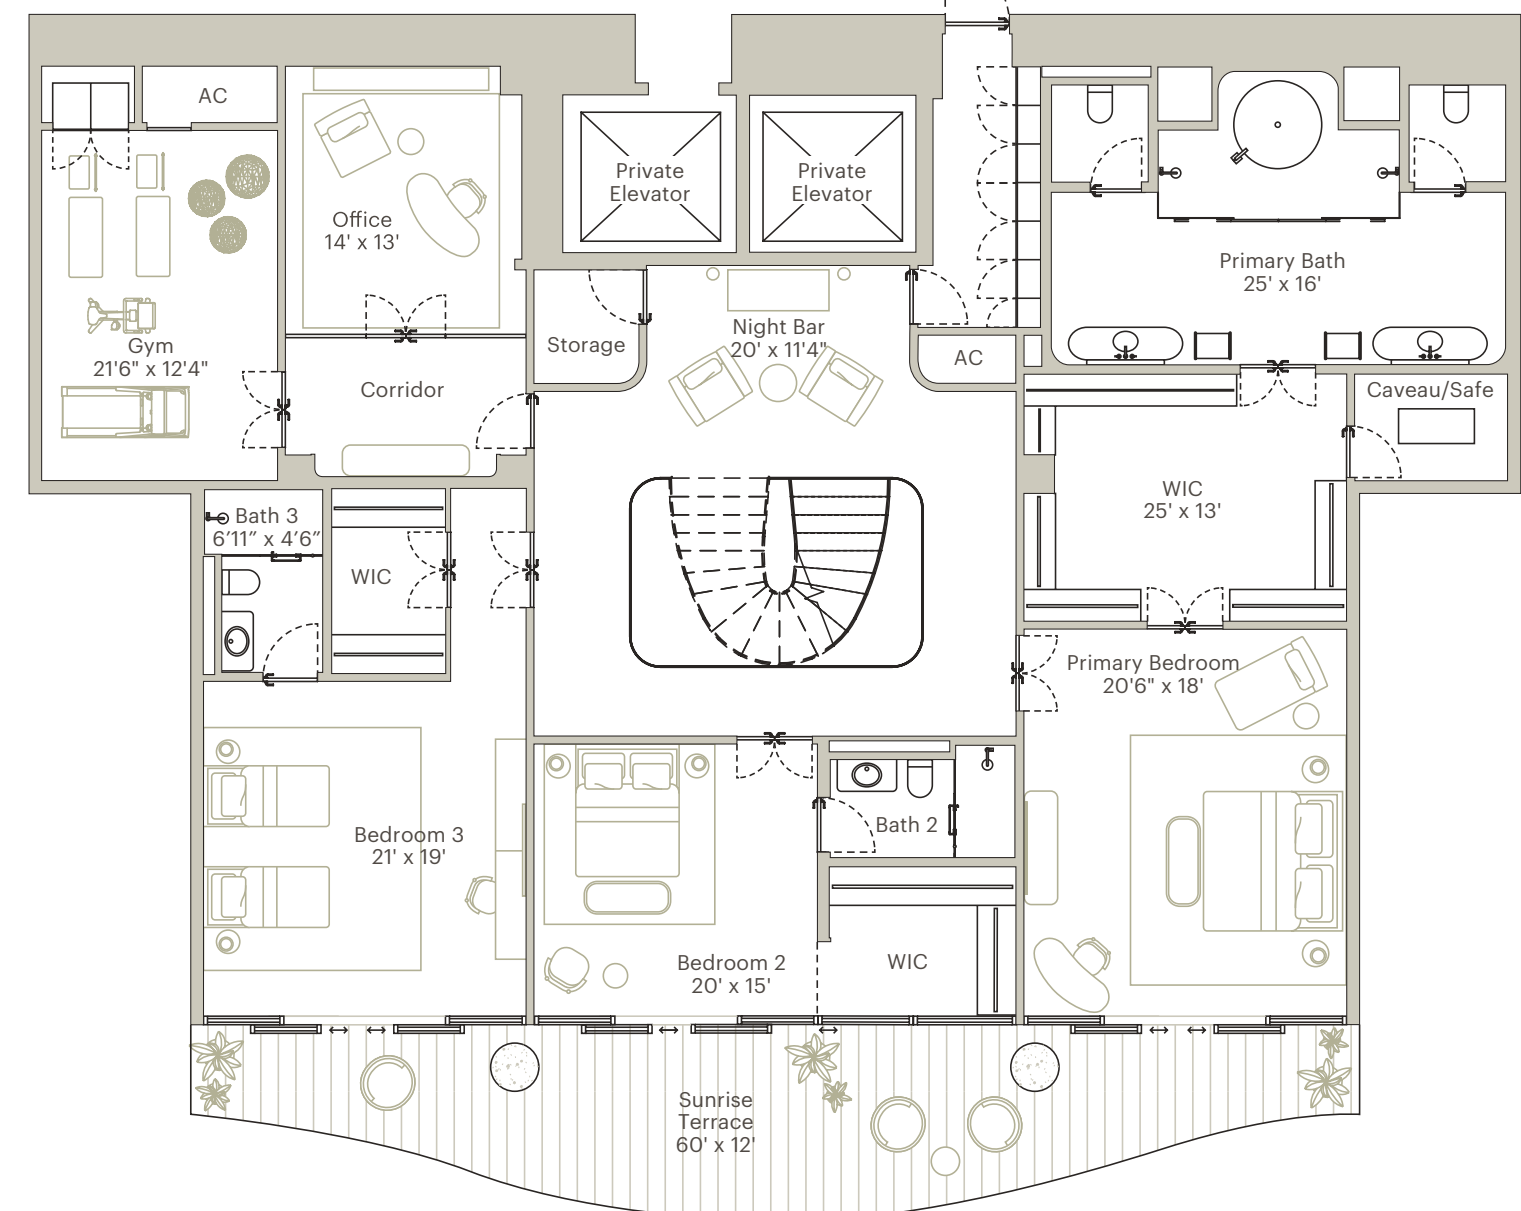 AC
Office
14' x 13'
Private
Elevator
Private
Elevator
Primary Bath
25' x 16'
Gym
21'6" x 12'4"
Storage
Night Bar
20' x 11'4"
AC
Corridor
Caveau/Safe
WIC
25' x 13'
Bath 3
6’11” x 4’6”
WIC
Primary Bedroom
20'6" x 18'
Bedroom 3
21' x 19'
Bath 2
Bedroom 2
20' x 15'
WIC
Sunrise
Terrace
60' x 12'